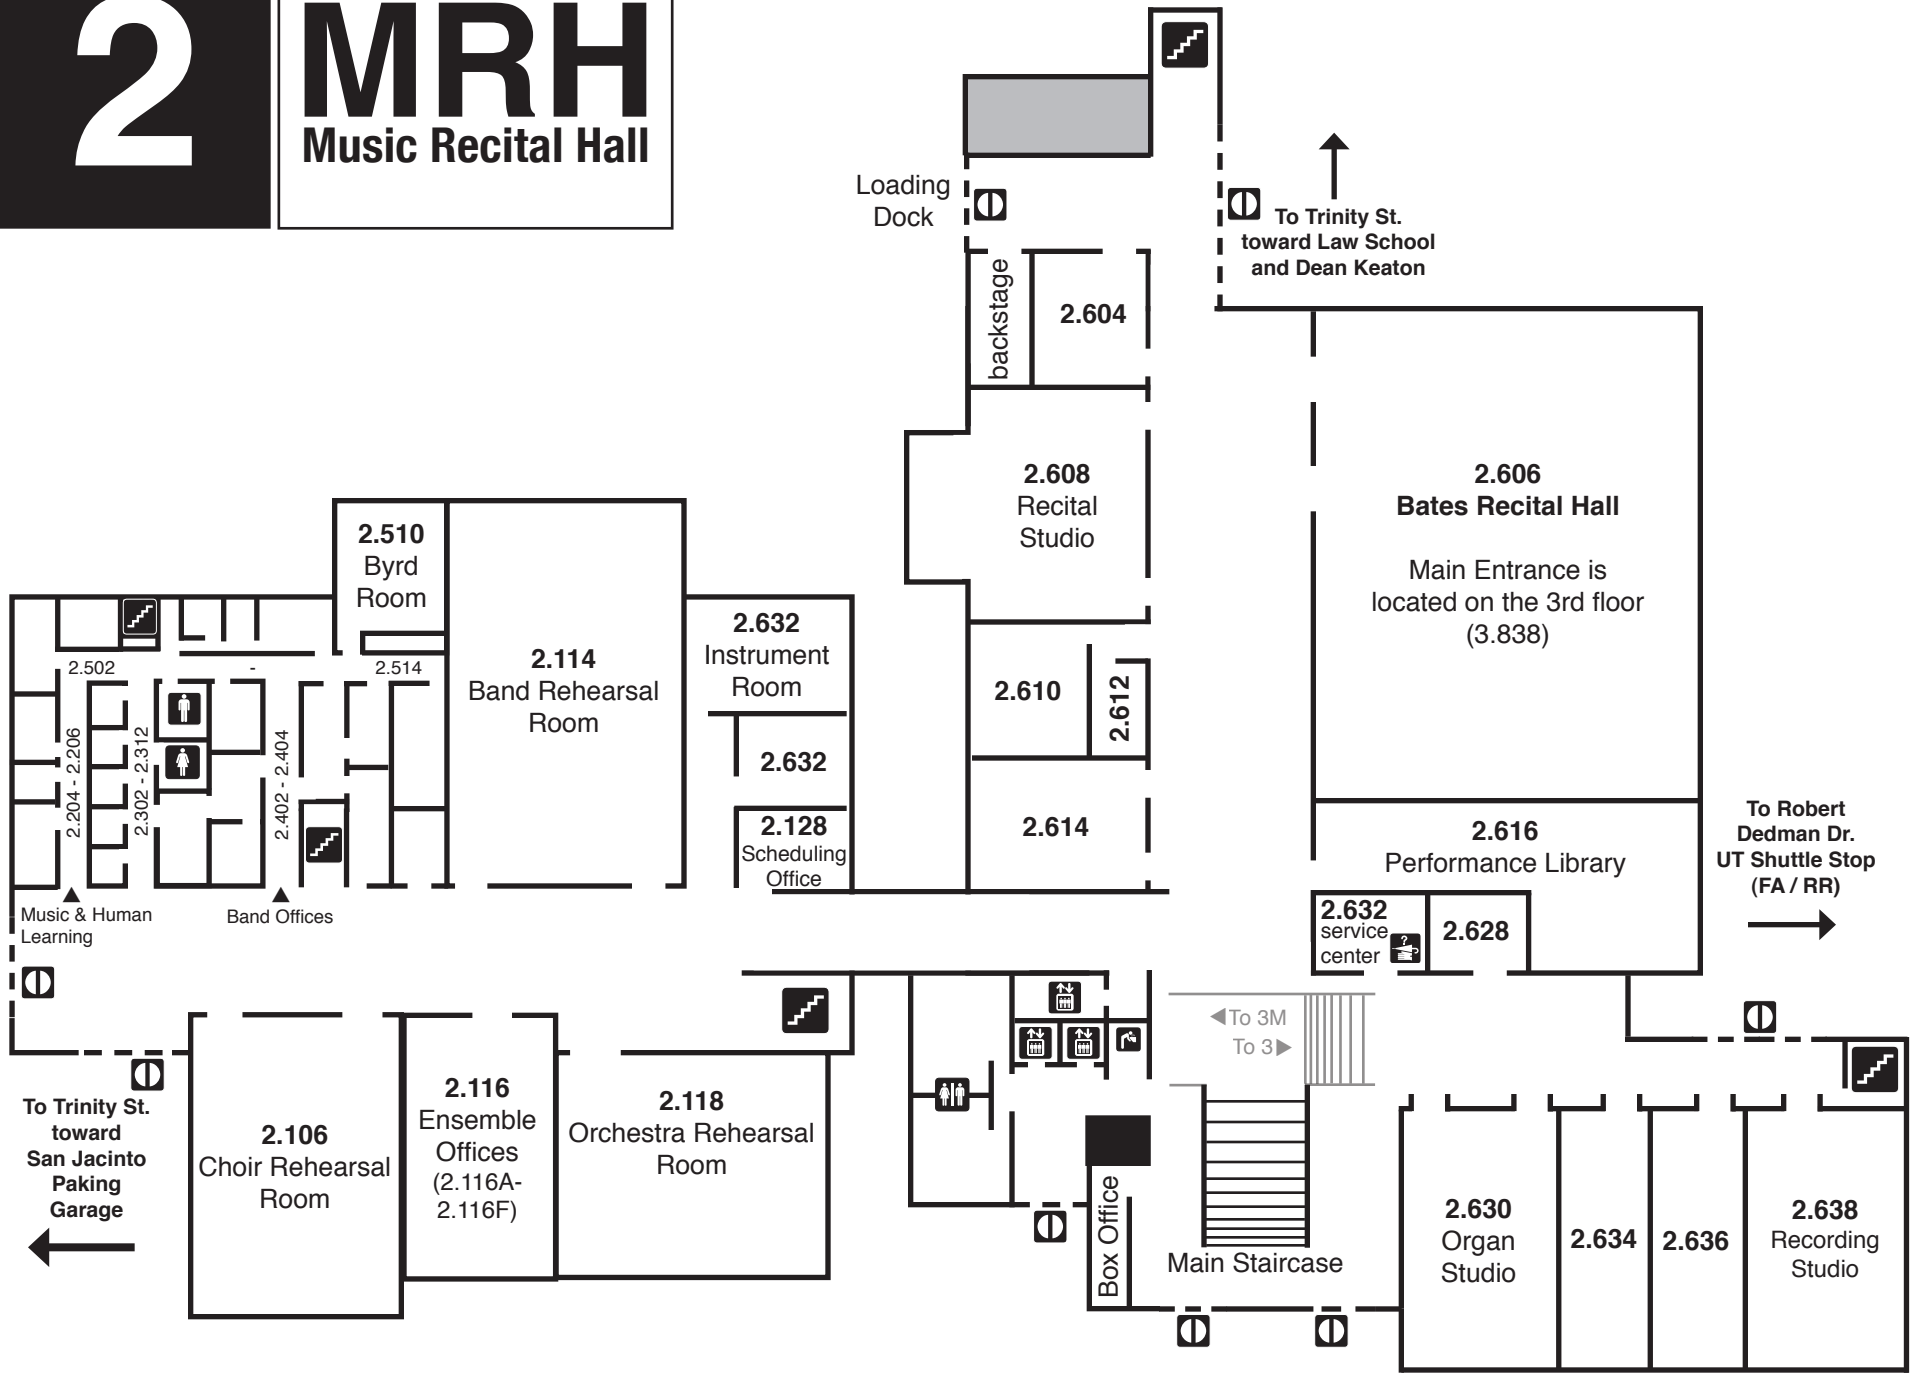 2
MRH
Music Recital Hall
Loading
Dock
To Trinity St.
toward Law School
and Dean Keaton
backstage
2.604
2.608
Recital
Studio
2.606
Bates Recital Hall
Main Entrance is
located on the 3rd floor
(3.838)
2.510
Byrd
Room
2.114
Band Rehearsal
Room
2.632
Instrument
Room
2.632
2.128
Scheduling
Office
2.610
2.612
2.614
2.616
Performance Library
2.632
service
center
?
2.628
To Robert
Dedman Dr.
UT Shuttle Stop
(FA / RR)
2.502
-
2.514
2.204 - 2.206
2.302 - 2.312
2.402 - 2.404
Music & Human
Learning
Band Offices
To Trinity St.
toward
San Jacinto
Paking
Garage
2.106
Choir Rehearsal
Room
2.116
Ensemble
Offices
(2.116A-
2.116F)
2.118
Orchestra Rehearsal
Room
To 3M
To 3
Box Office
Main Staircase
2.630
Organ
Studio
2.634
2.636
2.638
Recording
Studio